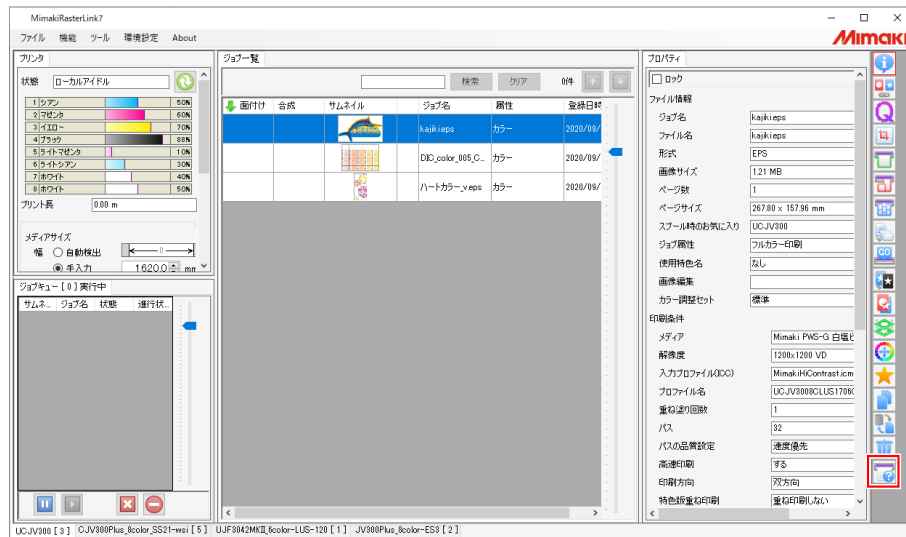 MimakiRasterLink7
ファイル 機能 ツール 環境設定 About
Mimaki
プリンタ
状態 ローカルアイドル
1 シアン 50%
2 マゼンタ 60%
3 イエロー 70%
4 ブラック 88%
5 ライトマゼンタ 10%
6 ライトシアン 30%
7 ホワイト 40%
8 ホワイト 50%
プリント長 0.00 m
メディアサイズ
幅 自動検出 0
手入力 1620.0 mm
ジョブキュー [ 0 ] 実行中
サムネ... ジョブ名 状態 進行状...
ジョブ一覧
検索 クリア 0件
面付け 合成 サムネイル ジョブ名 属性 登録日時
kajiki.eps カラー 2020/09/
DIC_color_005_C... カラー 2020/09/
ハートカラー_v.eps カラー 2020/09/
プロパティ
ロック
ファイル情報
ジョブ名 kajiki.eps
ファイル名 kajiki.eps
形式 EPS
画像サイズ 1.21 MB
ページ数 1
ページサイズ 267.80 x 157.96 mm
スプール時のお気に入り UCJV300
ジョブ属性 フルカラー印刷
使用特色名 なし
画像編集
カラー調整セット 標準
印刷条件
メディア Mimaki PWS-G 白塩ビ
解像度 1200x1200 VD
入力プロファイル(ICC) MimakiHiContrast.icm
プロファイル名 UCJV3008CLUS1706
重ね塗り回数 1
パス 32
パスの品質設定 速度優先
高速印刷 する
印刷方向 双方向
特色版重ね印刷 重ね印刷しない
UCJV300 [ 3 ] CJV300Plus_8color_SS21-wsi [ 5 ] UJF3042MKII_6color-LUS-120 [ 1 ] JV300Plus_8color-ES3 [ 2 ]